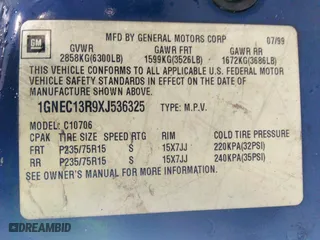 GM
MFD BY GENERAL MOTORS CORP 07/99
GVWR GAWR FRT GAWR RR
2858KG(6300LB) 1599KG(3526LB) 1672KG(3686LB)
THIS VEHICLE CONFORMS TO ALL APPLICABLE U.S. FEDERAL
MOTOR VEHICLE SAFETY STANDARDS IN EFFECT ON THE DATE OF
MANUFACTURE SHOWN ABOVE.
1GNEC13R9XJ536325 TYPE: M.P.V.
MODEL: C10706
CPAK TIRE SIZE SPEED RTG RIM COLD TIRE PRESSURE
FRT P235/75R15 S 15X7JJ 220KPA(32PSI)
RR P235/75R15 S 15X7JJ 240KPA(35PSI)
SEE OWNER'S MANUAL FOR MORE INFORMATION.